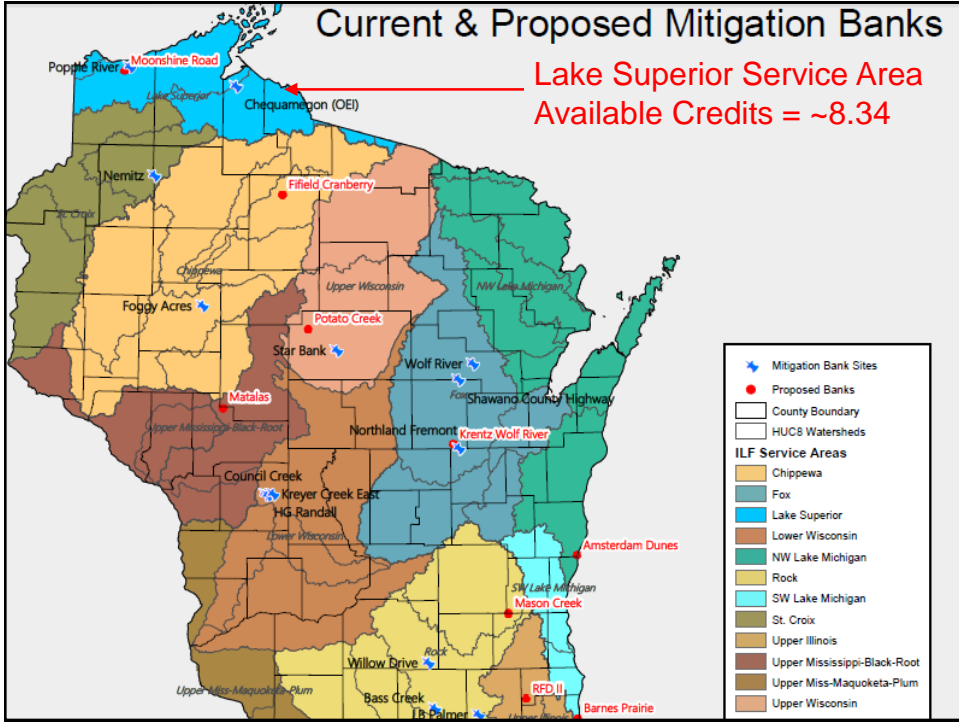 Current & Proposed Mitigation Banks
Lake Superior Service Area
Available Credits = ~8.34
Popple River
Moonshine Road
Lake Superior
Chequamegon (OEI)
Nemitz
St. Croix
Fifield Cranberry
Chippewa
Upper Wisconsin
NW Lake Michigan
Foggy Acres
Potato Creek
Star Bank
Wolf River
Fox
Shawano County Highway
Matalas
Upper Mississippi-Black-Root
Northland Fremont
Krentz Wolf River
Council Creek
Kreyer Creek East
HG Randall
Lower Wisconsin
Amsterdam Dunes
SW Lake Michigan
Mason Creek
Rock
Willow Drive
Upper Miss-Maquoketa-Plum
Bass Creek
RFD II
LB Palmer
Upper Illinois
Barnes Prairie
Mitigation Bank Sites
Proposed Banks
County Boundary
HUC8 Watersheds
ILF Service Areas
Chippewa
Fox
Lake Superior
Lower Wisconsin
NW Lake Michigan
Rock
SW Lake Michigan
St. Croix
Upper Illinois
Upper Mississippi-Black-Root
Upper Miss-Maquoketa-Plum
Upper Wisconsin